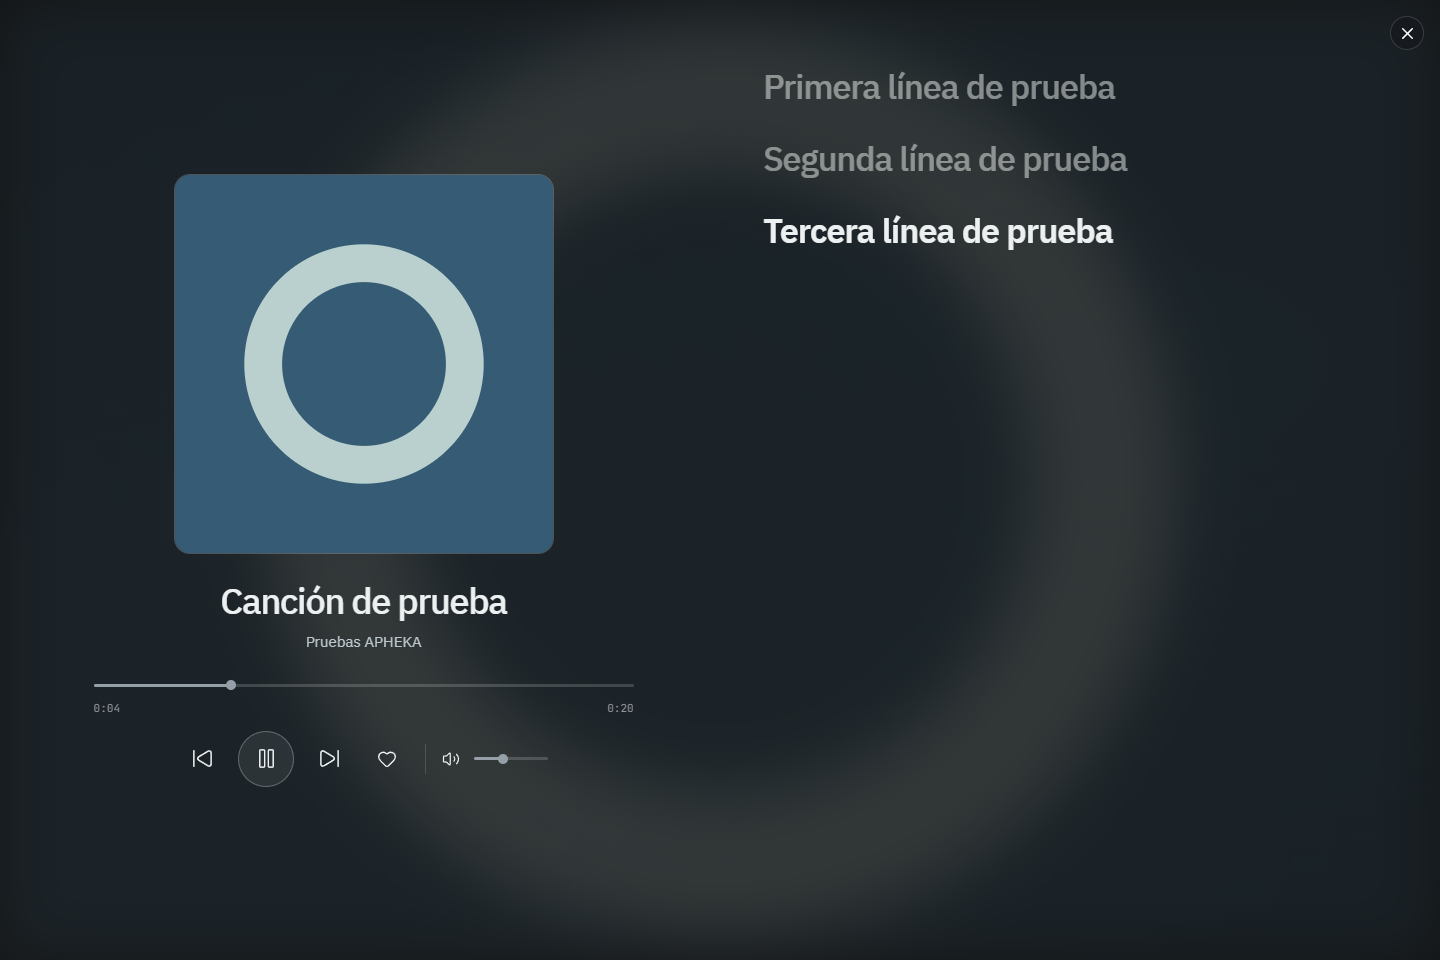 Primera línea de prueba
Segunda línea de prueba
Tercera línea de prueba
Canción de prueba
Pruebas APHEKA
0:04
0:20